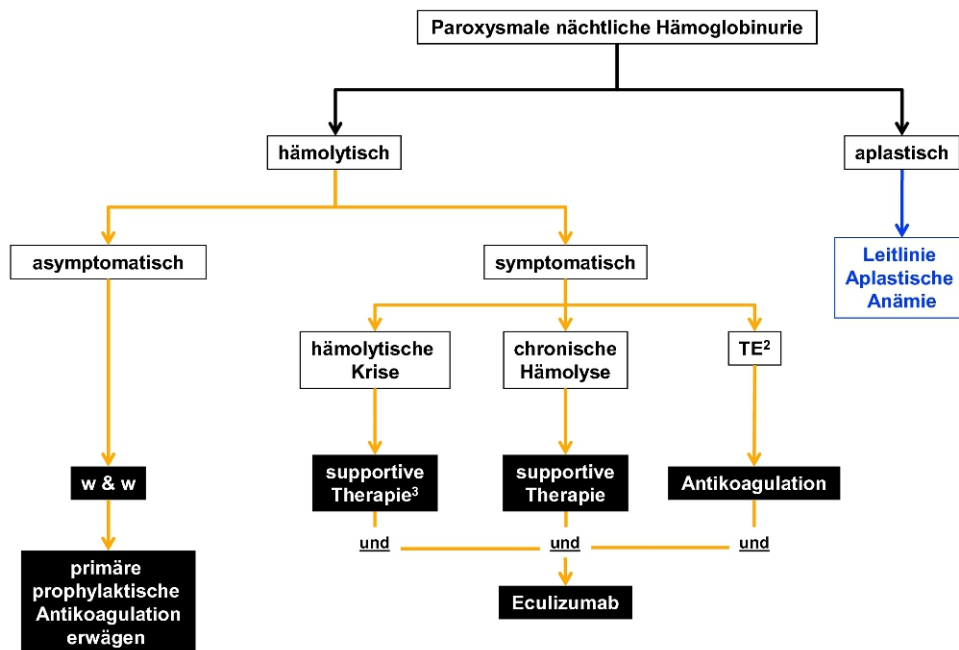 Paroxysmale nächtliche Hämoglobinurie
hämolytisch
aplastisch
asymptomatisch
symptomatisch
Leitlinie
Aplastische
Anämie
hämolytische
Krise
chronische
Hämolyse
TE²
w & w
supportive
Therapie³
supportive
Therapie
Antikoagulation
und
und
und
primäre
prophylaktische
Antikoagulation
erwägen
Eculizumab